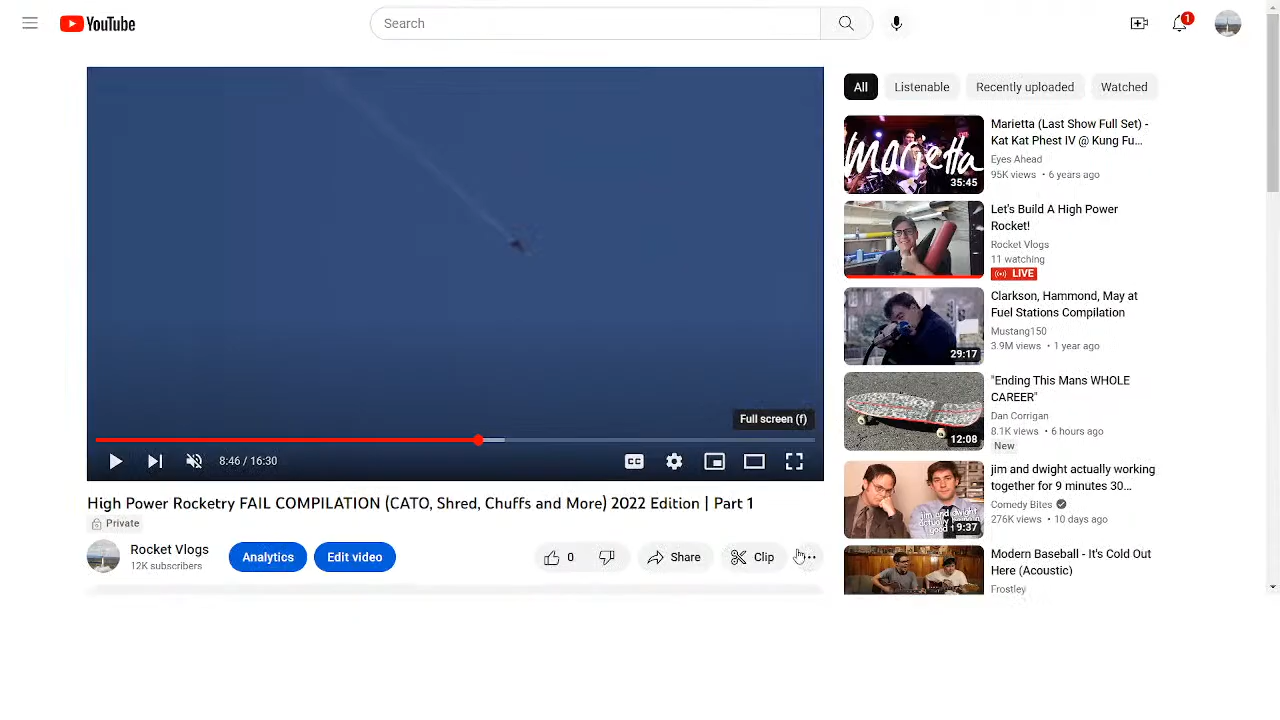 YouTube
Search
1
All
Listenable
Recently uploaded
Watched
marietta
35:45
Marietta (Last Show Full Set) -
Kat Kat Phest IV @ Kung Fu...
Eyes Ahead
95K views • 6 years ago
Let's Build A High Power
Rocket!
Rocket Vlogs
11 watching
LIVE
29:17
Clarkson, Hammond, May at
Fuel Stations Compilation
Mustang150
3.9M views • 1 year ago
12:08
"Ending This Mans WHOLE
CAREER"
Dan Corrigan
8.1K views • 6 hours ago
New
9:37
jim and dwight actually working
together for 9 minutes 30...
Comedy Bites
276K views • 10 days ago
Modern Baseball - It's Cold Out
Here (Acoustic)
Frostley
Full screen (f)
8:46 / 16:30
CC
High Power Rocketry FAIL COMPILATION (CATO, Shred, Chuffs and More) 2022 Edition | Part 1
Private
Rocket Vlogs
12K subscribers
Analytics
Edit video
0
Share
Clip